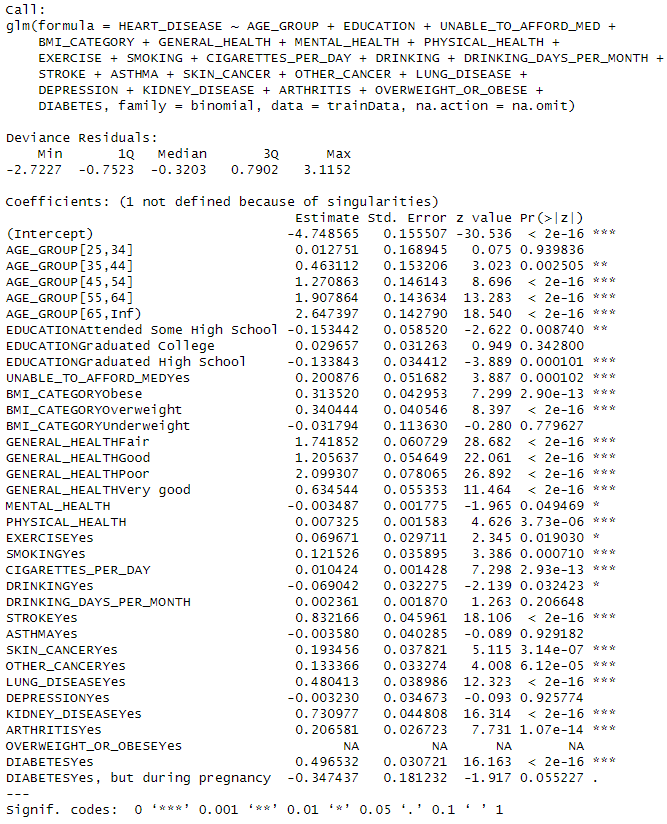 Call:
glm(formula = HEART_DISEASE ~ AGE_GROUP + EDUCATION + UNABLE_TO_AFFORD_MED +
    BMI_CATEGORY + GENERAL_HEALTH + MENTAL_HEALTH + PHYSICAL_HEALTH +
    EXERCISE + SMOKING + CIGARETTES_PER_DAY + DRINKING + DRINKING_DAYS_PER_MONTH +
    STROKE + ASTHMA + SKIN_CANCER + OTHER_CANCER + LUNG_DISEASE +
    DEPRESSION + KIDNEY_DISEASE + ARTHRITIS + OVERWEIGHT_OR_OBESE +
    DIABETES, family = binomial, data = trainData, na.action = na.omit)

Deviance Residuals:
    Min      1Q  Median      3Q     Max
-2.7227 -0.7523 -0.3203  0.7902  3.1152

Coefficients: (1 not defined because of singularities)
                                    Estimate Std. Error z value Pr(>|z|)
(Intercept)                        -4.748565   0.155507 -30.536  < 2e-16 ***
AGE_GROUP[25,34]                    0.012751   0.168945   0.075 0.939836
AGE_GROUP[35,44]                    0.463112   0.153206   3.023 0.002505 **
AGE_GROUP[45,54]                    1.270863   0.146143   8.696  < 2e-16 ***
AGE_GROUP[55,64]                    1.907864   0.143634  13.283  < 2e-16 ***
AGE_GROUP[65,Inf)                   2.647397   0.142790  18.540  < 2e-16 ***
EDUCATIONAttended Some High School -0.153442   0.058520  -2.622 0.008740 **
EDUCATIONGraduated College          0.029657   0.031263   0.949 0.342800
EDUCATIONGraduated High School     -0.133843   0.034412  -3.889 0.000101 ***
UNABLE_TO_AFFORD_MEDYes             0.200876   0.051682   3.887 0.000102 ***
BMI_CATEGORYObese                   0.313520   0.042953   7.299 2.90e-13 ***
BMI_CATEGORYOverweight              0.340444   0.040546   8.397  < 2e-16 ***
BMI_CATEGORYUnderweight            -0.031794   0.113630  -0.280 0.779627
GENERAL_HEALTHFair                  1.741852   0.060729  28.682  < 2e-16 ***
GENERAL_HEALTHGood                  1.205637   0.054649  22.061  < 2e-16 ***
GENERAL_HEALTHPoor                  2.099307   0.078065  26.892  < 2e-16 ***
GENERAL_HEALTHVery good             0.634544   0.055353  11.464  < 2e-16 ***
MENTAL_HEALTH                      -0.003487   0.001775  -1.965 0.049469 *
PHYSICAL_HEALTH                     0.007325   0.001583   4.626 3.73e-06 ***
EXERCISEYes                         0.069671   0.029711   2.345 0.019030 *
SMOKINGYes                          0.121526   0.035895   3.386 0.000710 ***
CIGARETTES_PER_DAY                  0.010424   0.001428   7.298 2.93e-13 ***
DRINKINGYes                        -0.069042   0.032275  -2.139 0.032423 *
DRINKING_DAYS_PER_MONTH             0.002361   0.001870   1.263 0.206648
STROKEYes                           0.832166   0.045961  18.106  < 2e-16 ***
ASTHMAYes                          -0.003580   0.040285  -0.089 0.929182
SKIN_CANCERYes                      0.193456   0.037821   5.115 3.14e-07 ***
OTHER_CANCERYes                     0.133366   0.033274   4.008 6.12e-05 ***
LUNG_DISEASEYes                     0.480413   0.038986  12.323  < 2e-16 ***
DEPRESSIONYes                      -0.003230   0.034673  -0.093 0.925774
KIDNEY_DISEASEYes                   0.730977   0.044808  16.314  < 2e-16 ***
ARTHRITISYes                        0.206581   0.026723   7.731 1.07e-14 ***
OVERWEIGHT_OR_OBESEYes                    NA         NA      NA       NA
DIABETESYes                         0.496532   0.030721  16.163  < 2e-16 ***
DIABETESYes, but during pregnancy  -0.347437   0.181232  -1.917 0.055227 .
---
Signif. codes:  0 ‘***’ 0.001 ‘**’ 0.01 ‘*’ 0.05 ‘.’ 0.1 ‘ ’ 1